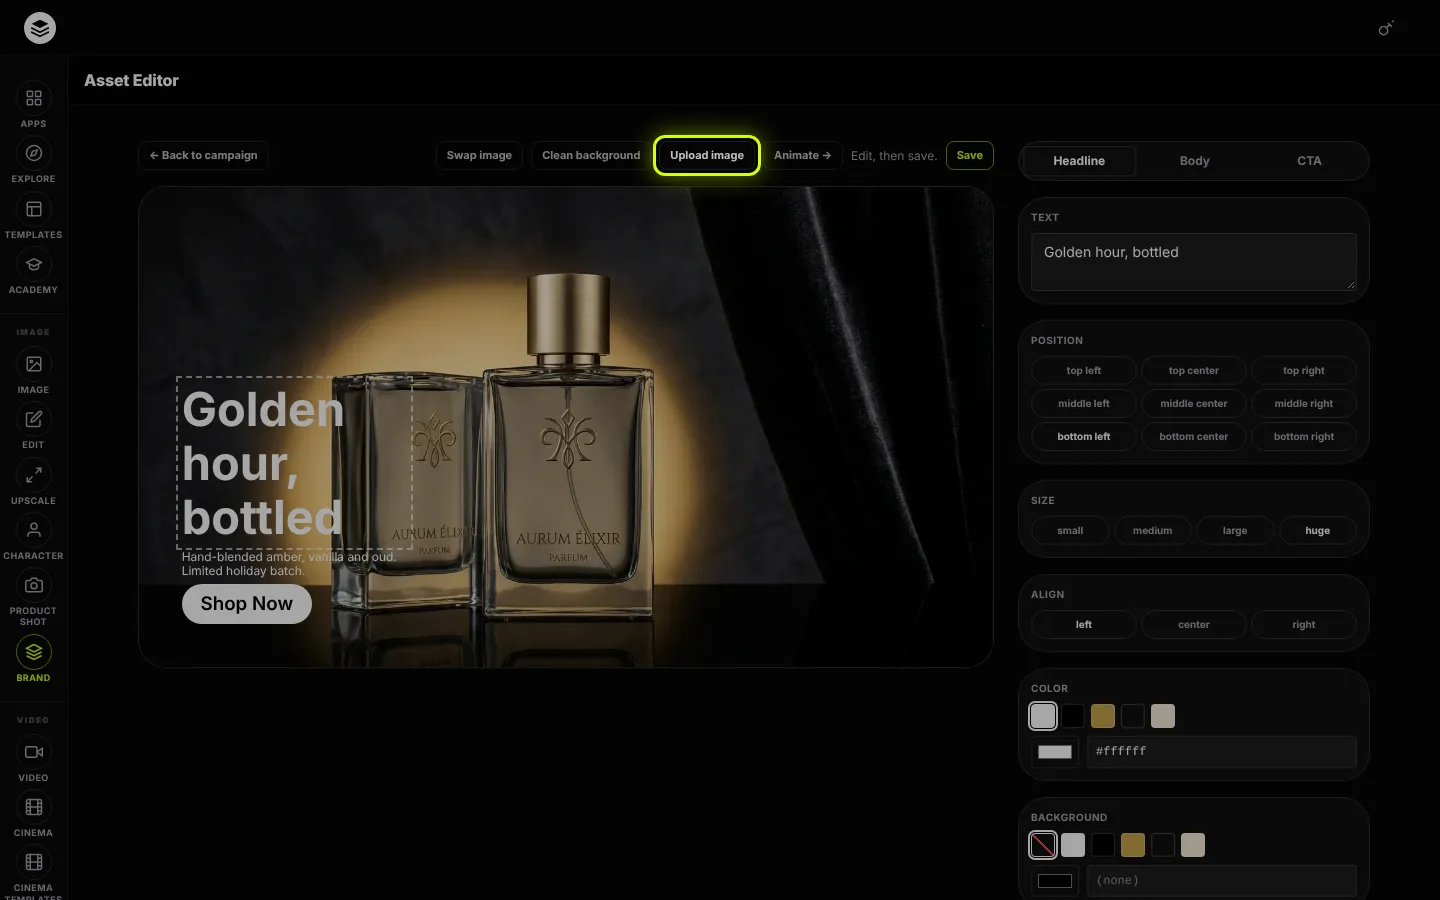 Asset Editor
APPS
EXPLORE
TEMPLATES
ACADEMY
IMAGE
IMAGE
EDIT
UPSCALE
CHARACTER
PRODUCT
SHOT
BRAND
VIDEO
VIDEO
CINEMA
CINEMA
TEMPLATES
← Back to campaign
Swap image
Clean background
Upload image
Animate →
Edit, then save.
Save
Golden
hour,
bottled
Hand-blended amber, vanilla and oud.
Limited holiday batch.
Shop Now
AURUM ÉLIXIR
PARFUM
AURUM ÉLIXIR
PARFUM
Headline
Body
CTA
TEXT
Golden hour, bottled
POSITION
top left
top center
top right
middle left
middle center
middle right
bottom left
bottom center
bottom right
SIZE
small
medium
large
huge
ALIGN
left
center
right
COLOR
#ffffff
BACKGROUND
(none)